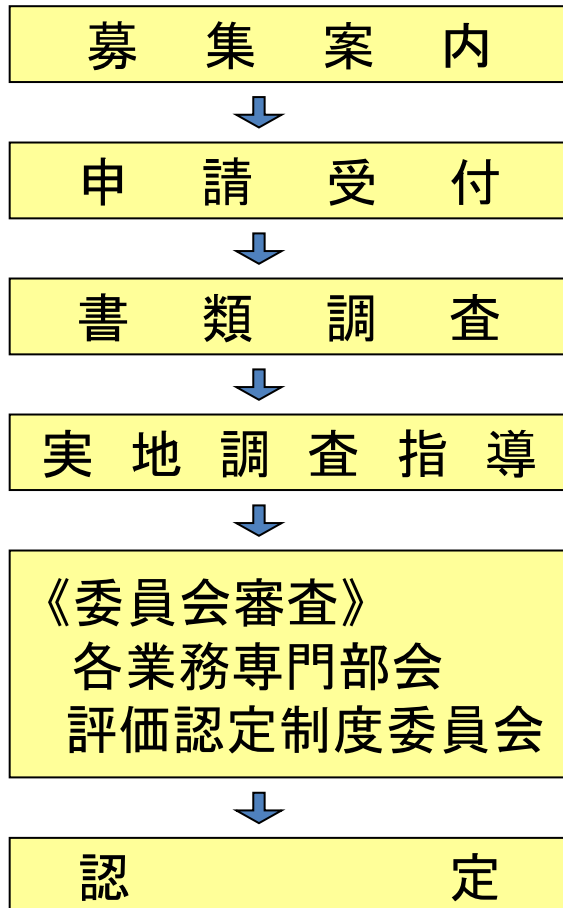 募集案内
申請受付
書類調査
実地調査指導
《委員会審査》
各業務専門部会
評価認定制度委員会
認定